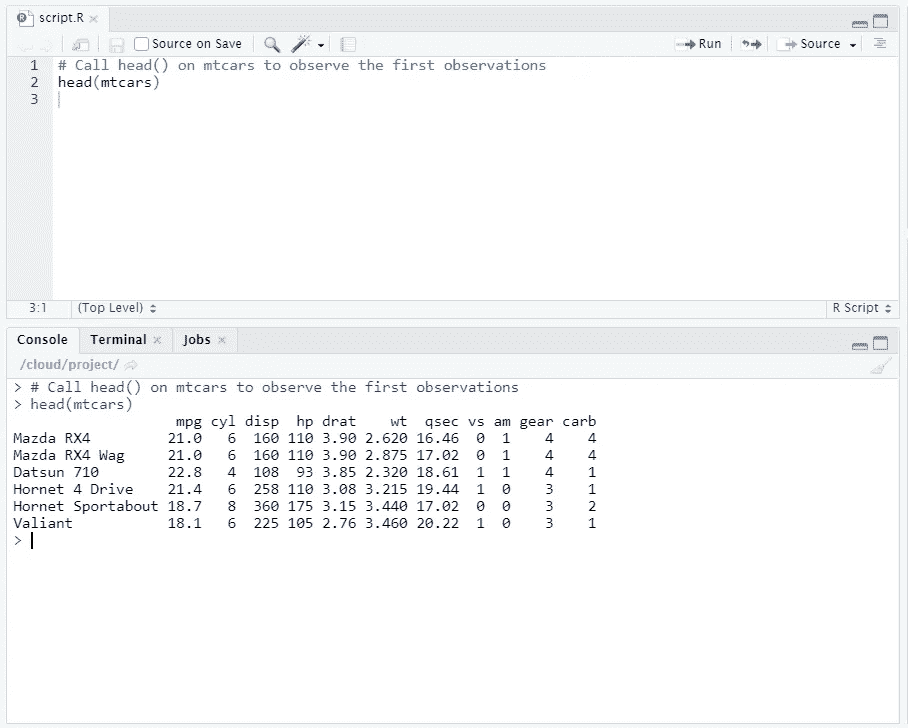 script.R
Source on Save Run Source
1 # Call head() on mtcars to observe the first observations
2 head(mtcars)
3
3:1 (Top Level) R Script
Console Terminal Jobs
/cloud/project/
> # Call head() on mtcars to observe the first observations
> head(mtcars)
                   mpg cyl disp  hp drat    wt  qsec vs am gear carb
Mazda RX4         21.0   6  160 110 3.90 2.620 16.46  0  1    4    4
Mazda RX4 Wag     21.0   6  160 110 3.90 2.875 17.02  0  1    4    4
Datsun 710        22.8   4  108  93 3.85 2.320 18.61  1  1    4    1
Hornet 4 Drive    21.4   6  258 110 3.08 3.215 19.44  1  0    3    1
Hornet Sportabout 18.7   8  360 175 3.15 3.440 17.02  0  0    3    2
Valiant           18.1   6  225 105 2.76 3.460 20.22  1  0    3    1
>